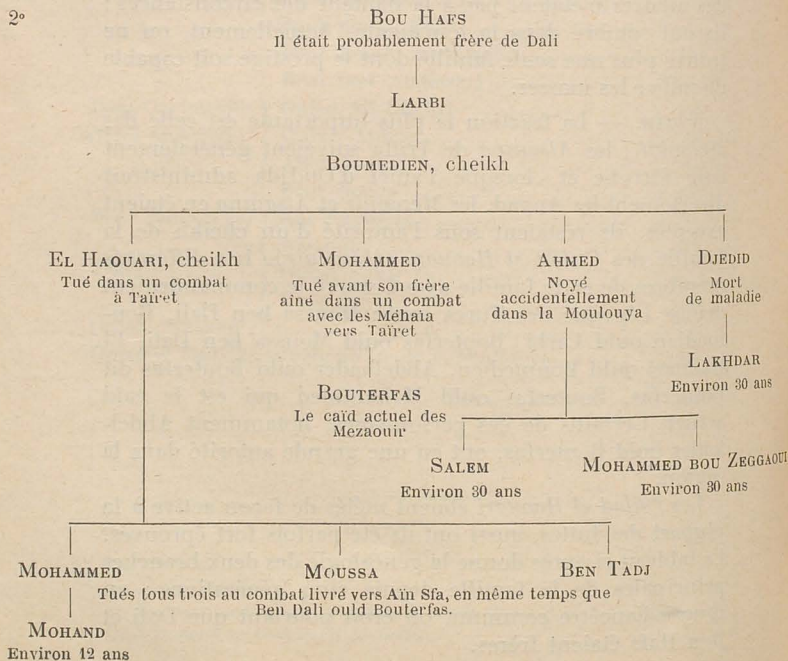 2º
BOU HAFS
Il était probablement frère de Dali
LARBI
BOUMEDIEN, cheikh
EL HAOUARI, cheikh
Tué dans un combat
à Taïret
MOHAMMED
Tué avant son frère
aîné dans un combat
avec les Méhaïa
vers Taïret
AHMED
Noyé
accidentellement
dans la Moulouya
DJEDID
Mort
de maladie
LAKHDAR
Environ 30 ans
BOUTERFAS
Le caïd actuel des
Mezaouir
SALEM
Environ 30 ans
MOHAMMED BOU ZEGGAOUI
Environ 30 ans
MOHAMMED
MOUSSA
BEN TADJ
Tués tous trois au combat livré vers Aïn Sfa, en même temps que
Ben Dali ould Bouterfas.
MOHAND
Environ 12 ans